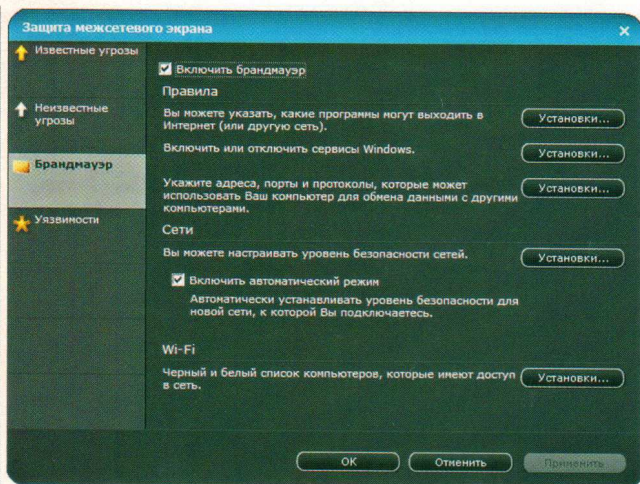 Защита межсетевого экрана
Известные угрозы
Неизвестные
угрозы
Брандмауэр
Уязвимости
Включить брандмауэр
Правила
Вы можете указать, какие программы могут выходить в
Интернет (или другую сеть).
Установки...
Включить или отключить сервисы Windows.
Установки...
Укажите адреса, порты и протоколы, которые может
использовать Ваш компьютер для обмена данными с другими
компьютерами.
Установки...
Сети
Вы можете настраивать уровень безопасности сетей.
Установки...
Включить автоматический режим
Автоматически устанавливать уровень безопасности для
новой сети, к которой Вы подключаетесь.
Wi-Fi
Черный и белый список компьютеров, которые имеют доступ
в сеть.
Установки...
ОК
Отменить
Применить